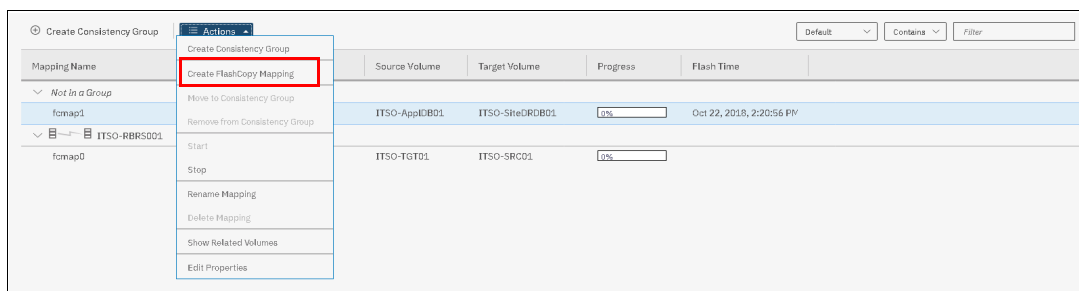 Create Consistency Group Actions Default Contains Filter
Create Consistency Group
Mapping Name Source Volume Target Volume Progress Flash Time
Create FlashCopy Mapping
Not in a Group
Move to Consistency Group
fcmap1 ITSO-ApplDB01 ITSO-SiteDRDB01 0% Oct 22, 2018, 2:20:56 PM
Remove from Consistency Group
ITSO-RBRS001
Start
fcmap0 ITSO-TGT01 ITSO-SRC01 0%
Stop
Rename Mapping
Delete Mapping
Show Related Volumes
Edit Properties